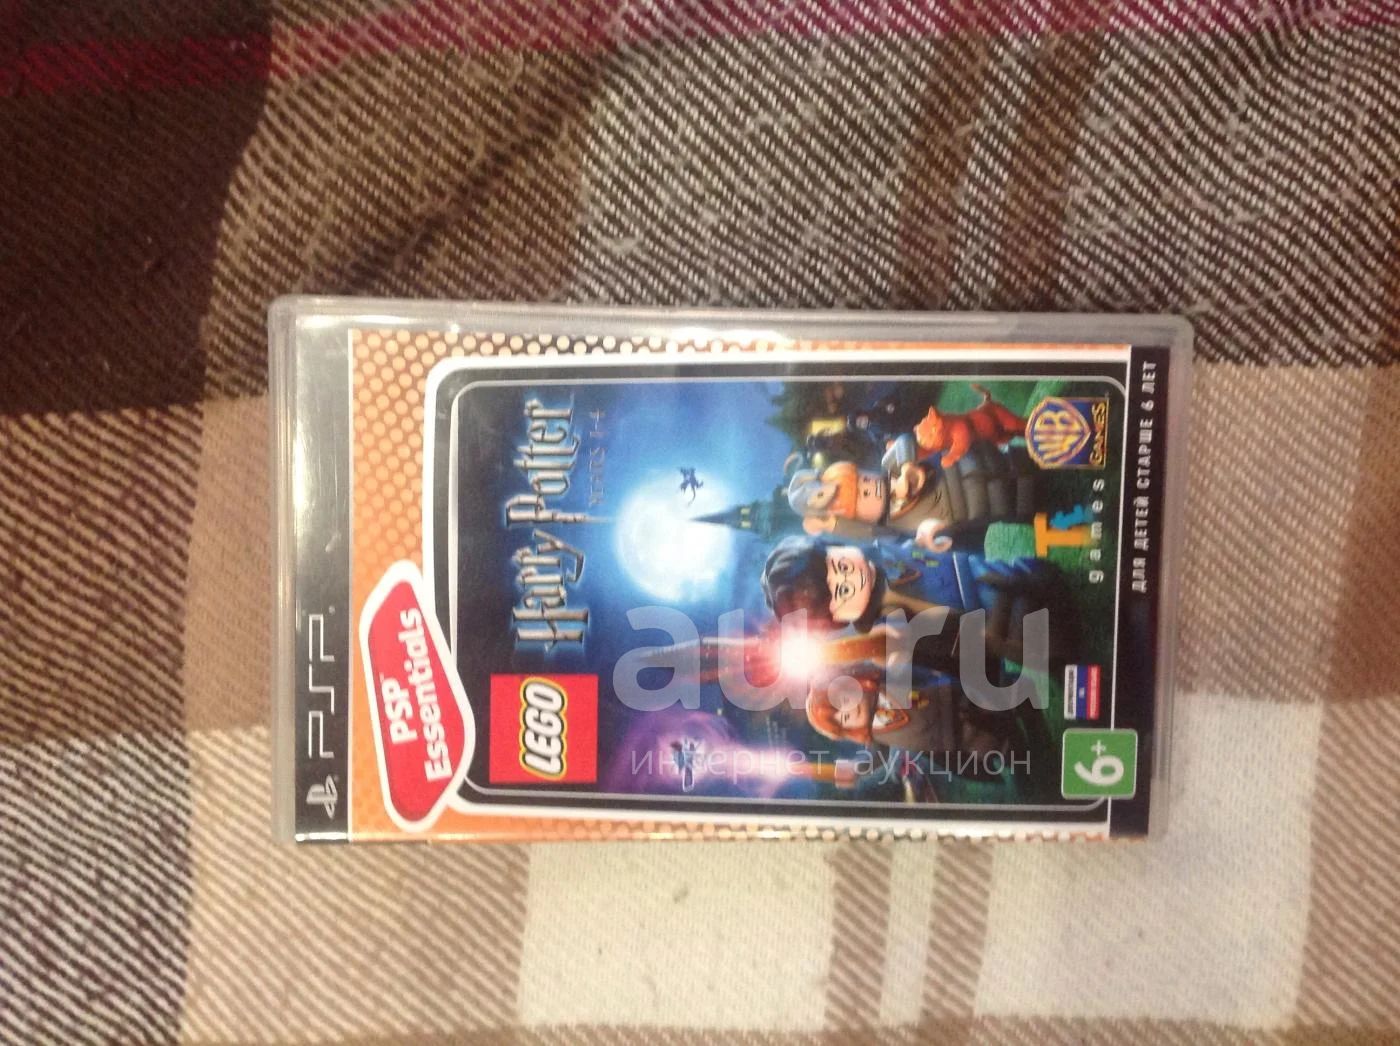 PSP
PSP™
Essentials
LEGO
Harry Potter
YEARS 1-4
6+
TT
games
WB
GAMES
ДЛЯ ДЕТЕЙ СТАРШЕ 6 ЛЕТ
au.ru
интернет-аукцион